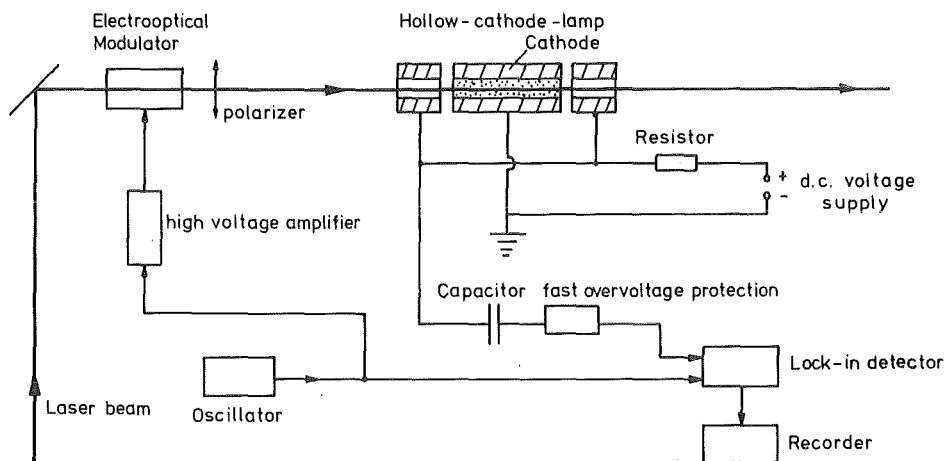 Electrooptical
Modulator
Hollow-cathode-lamp
Cathode
polarizer
Resistor
+
-
d.c. voltage
supply
high voltage amplifier
Capacitor
fast overvoltage protection
Lock-in detector
Laser beam
Oscillator
Recorder